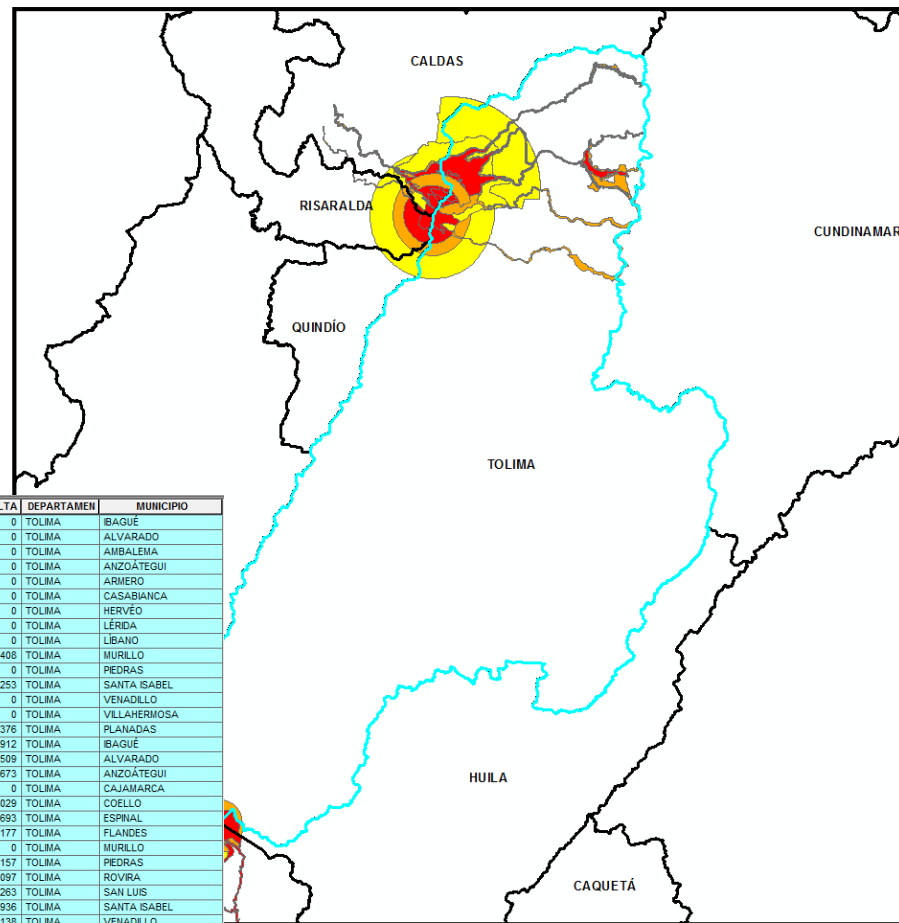 CALDAS
RISARALDA
CUNDINAMAR
QUINDÍO
TOLIMA
LTA DEPARTAMEN MUNICIPIO
0 TOLIMA IBAGUÉ
0 TOLIMA ALVARADO
0 TOLIMA AMBALEMA
0 TOLIMA ANZOÁTEGUI
0 TOLIMA ARMERO
0 TOLIMA CASABIANCA
0 TOLIMA HERVÉO
0 TOLIMA LÉRIDA
0 TOLIMA LÍBANO
408 TOLIMA MURILLO
0 TOLIMA PIEDRAS
253 TOLIMA SANTA ISABEL
0 TOLIMA VENADILLO
0 TOLIMA VILLAHERMOSA
376 TOLIMA PLANADAS
912 TOLIMA IBAGUÉ
509 TOLIMA ALVARADO
673 TOLIMA ANZOÁTEGUI
0 TOLIMA CAJAMARCA
029 TOLIMA COELLO
693 TOLIMA ESPINAL
177 TOLIMA FLANDES
0 TOLIMA MURILLO
157 TOLIMA PIEDRAS
097 TOLIMA ROVIRA
263 TOLIMA SAN LUIS
936 TOLIMA SANTA ISABEL
138 TOLIMA VENADILLO
HUILA
CAQUETÁ